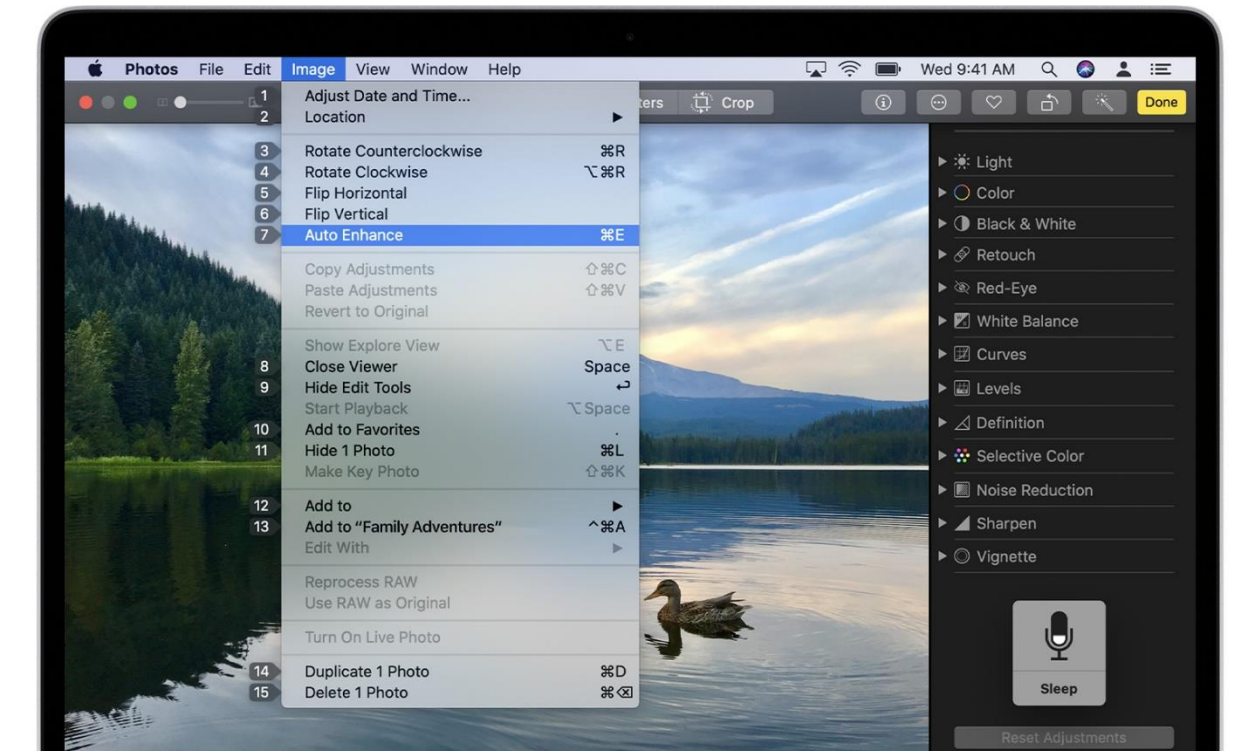 Photos File Edit Image View Window Help Wed 9:41 AM
ters Crop Done
1 Adjust Date and Time...
2 Location ▶
3 Rotate Counterclockwise ⌘R
4 Rotate Clockwise ⌥⌘R
5 Flip Horizontal
6 Flip Vertical
7 Auto Enhance ⌘E
Copy Adjustments ⇧⌘C
Paste Adjustments ⇧⌘V
Revert to Original
Show Explore View ⌥E
8 Close Viewer Space
9 Hide Edit Tools ↩
Start Playback ⌥Space
10 Add to Favorites .
11 Hide 1 Photo ⌘L
Make Key Photo ⇧⌘K
12 Add to ▶
13 Add to “Family Adventures” ^⌘A
Edit With ▶
Reprocess RAW
Use RAW as Original
Turn On Live Photo
14 Duplicate 1 Photo ⌘D
15 Delete 1 Photo ⌘⌫
Light
Color
Black & White
Retouch
Red-Eye
White Balance
Curves
Levels
Definition
Selective Color
Noise Reduction
Sharpen
Vignette
Sleep
Reset Adjustments